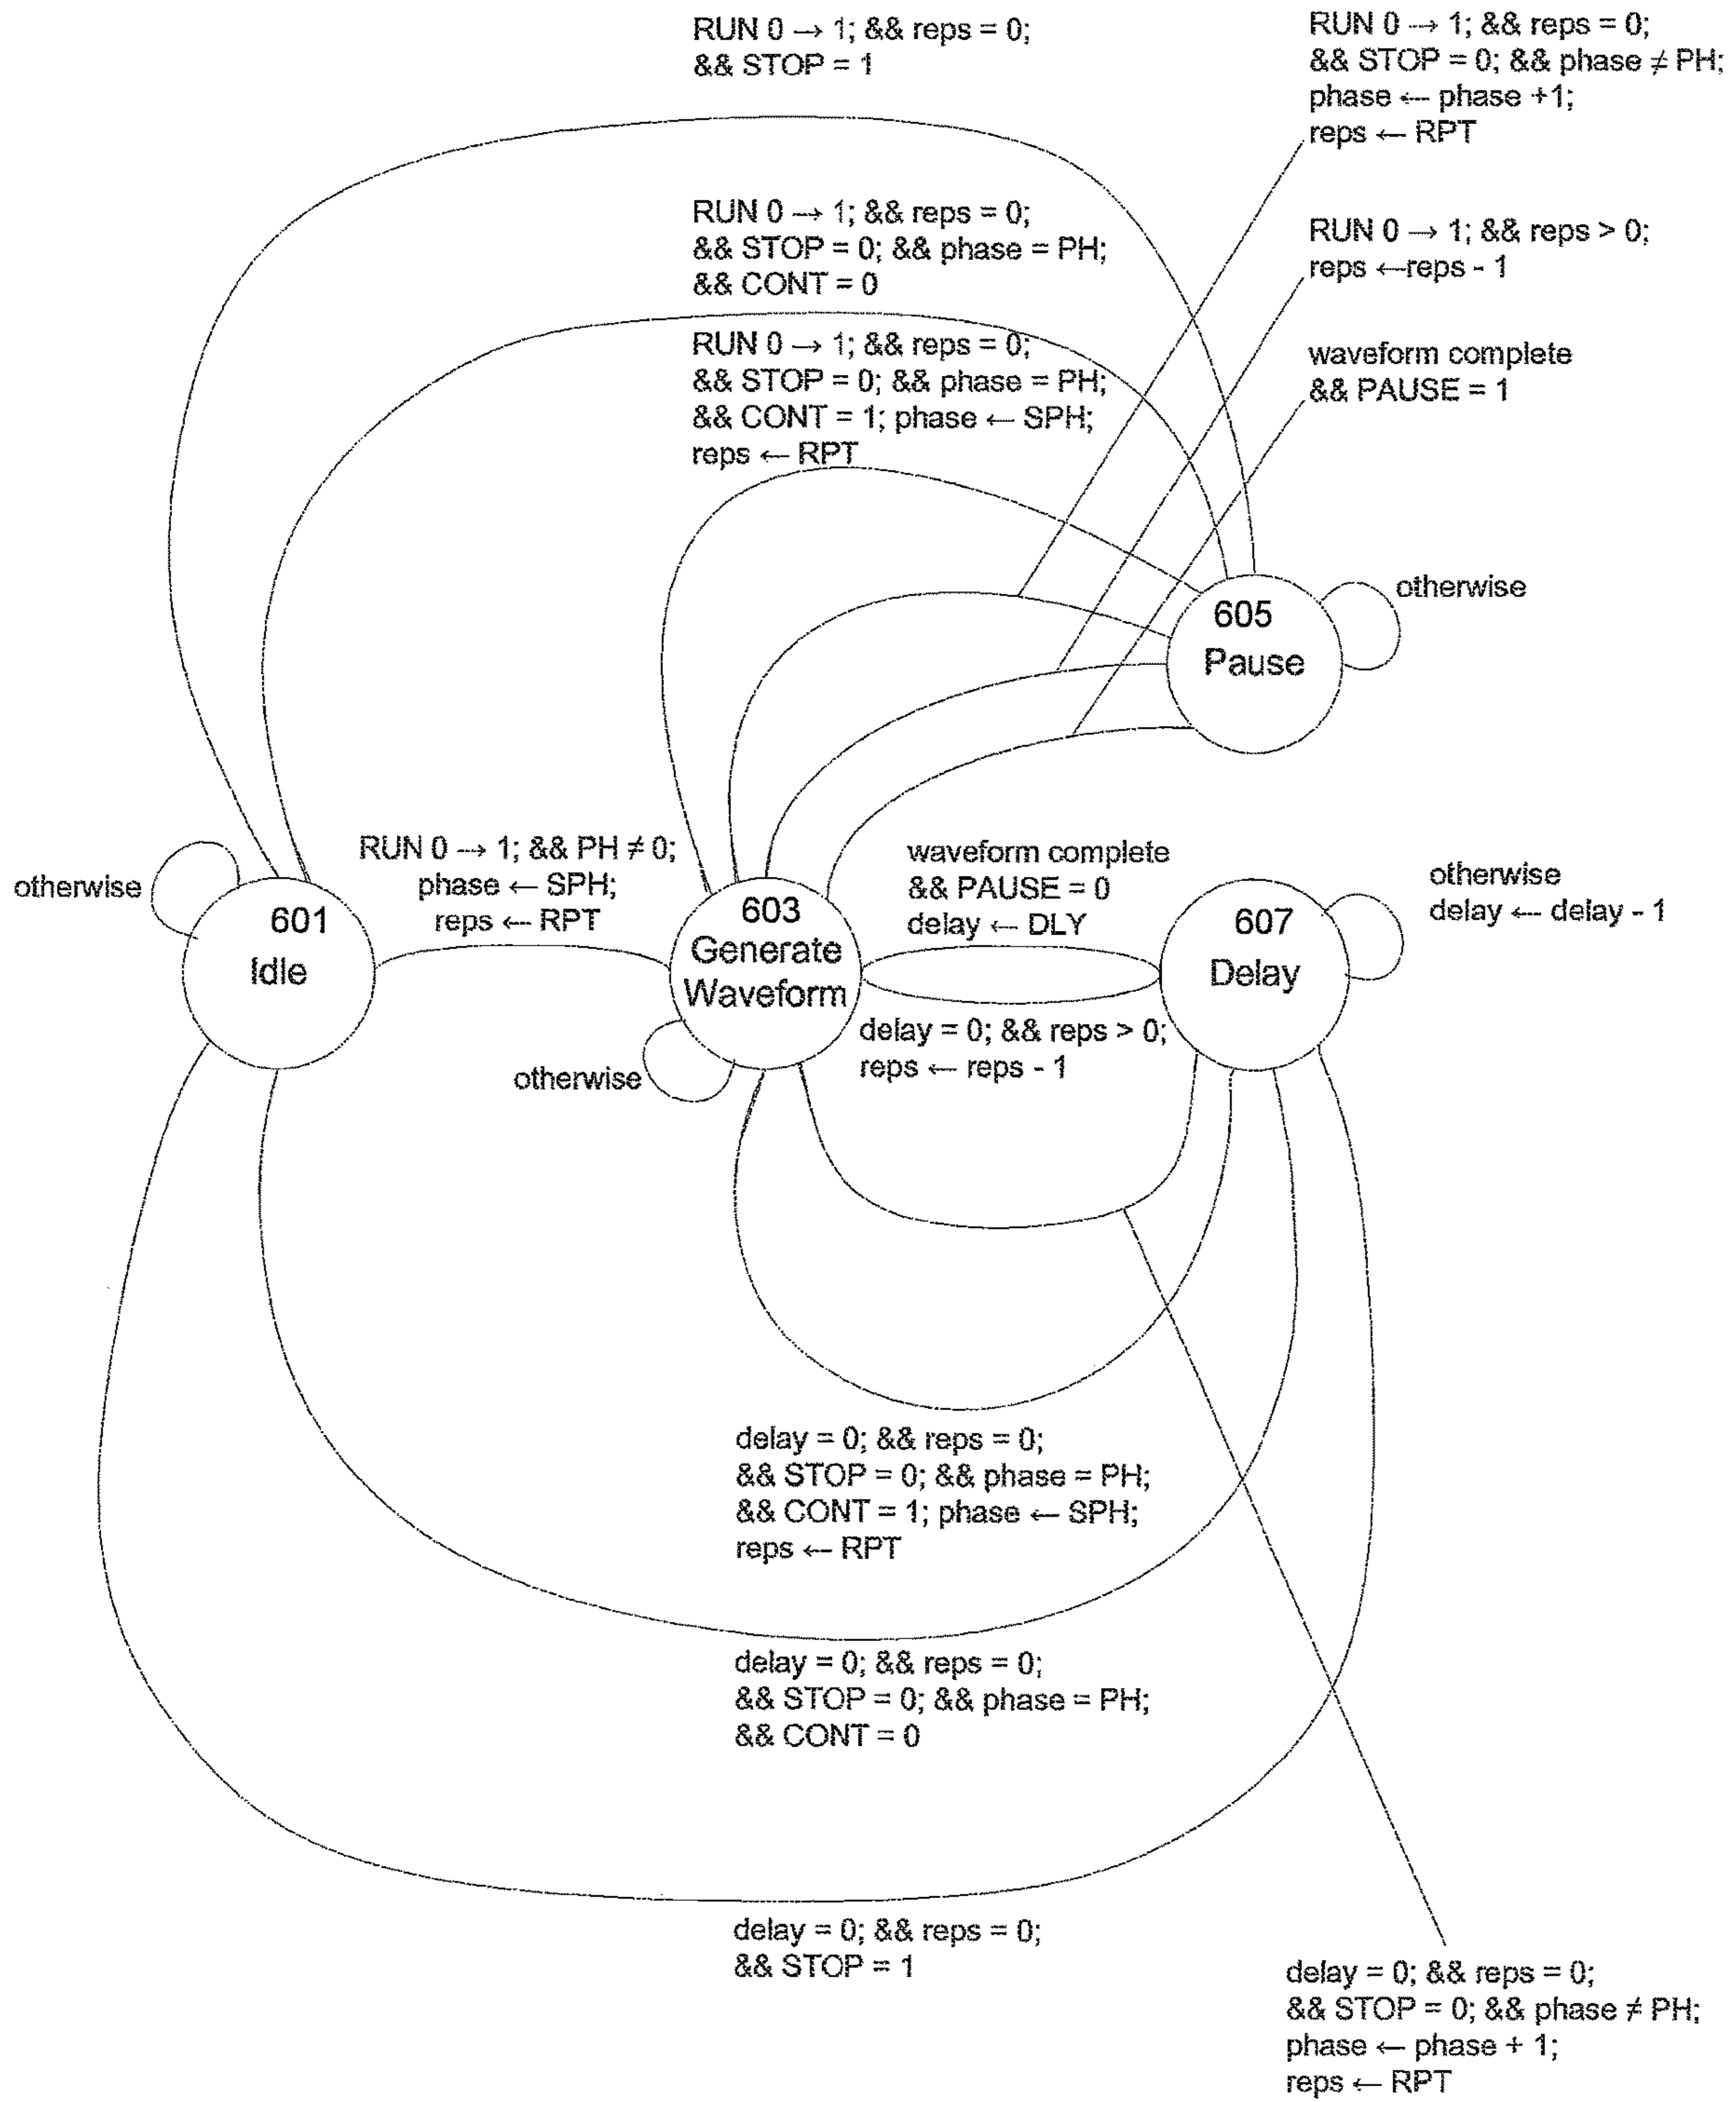 RUN 0 → 1; && reps = 0;
&& STOP = 1
RUN 0 → 1; && reps = 0;
&& STOP = 0; && phase ≠ PH;
phase ← phase +1;
reps ← RPT
RUN 0 → 1; && reps = 0;
&& STOP = 0; && phase = PH;
&& CONT = 0
RUN 0 → 1; && reps > 0;
reps ←reps - 1
RUN 0 → 1; && reps = 0;
&& STOP = 0; && phase = PH;
&& CONT = 1; phase ← SPH;
reps ← RPT
waveform complete
&& PAUSE = 1
605
Pause
otherwise
otherwise
601
Idle
RUN 0 → 1; && PH ≠ 0;
phase ← SPH;
reps ← RPT
603
Generate
Waveform
otherwise
waveform complete
&& PAUSE = 0
delay ← DLY
delay = 0; && reps > 0;
reps ← reps - 1
607
Delay
otherwise
delay ← delay - 1
delay = 0; && reps = 0;
&& STOP = 0; && phase = PH;
&& CONT = 1; phase ← SPH;
reps ← RPT
delay = 0; && reps = 0;
&& STOP = 0; && phase = PH;
&& CONT = 0
delay = 0; && reps = 0;
&& STOP = 1
delay = 0; && reps = 0;
&& STOP = 0; && phase ≠ PH;
phase ← phase + 1;
reps ← RPT